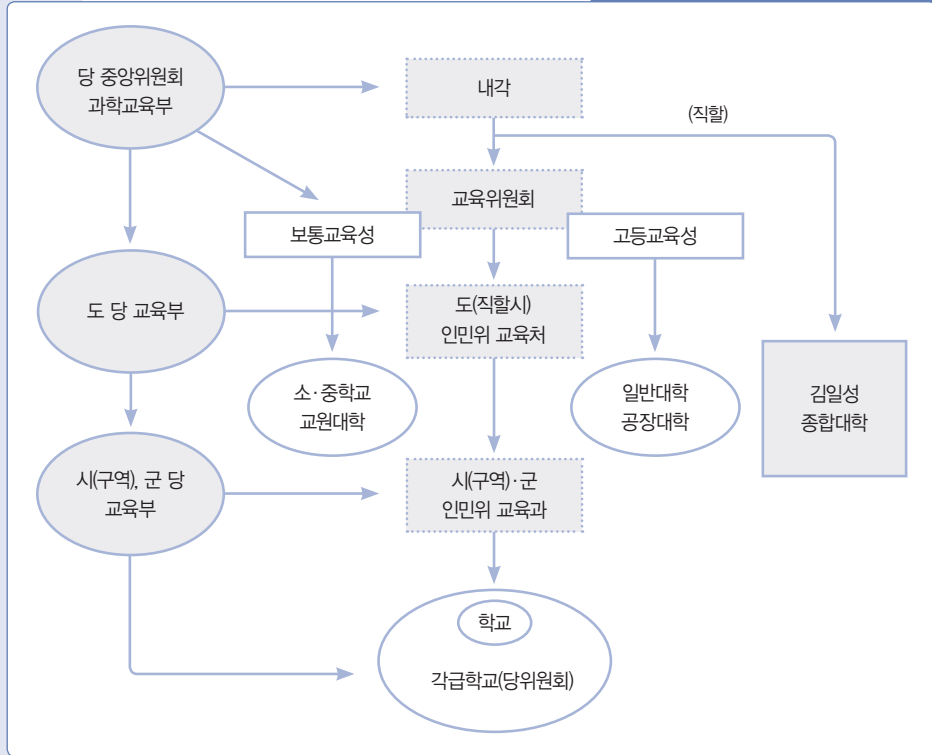 당 중앙위원회
과학교육부
내각
(직할)
교육위원회
보통교육성
고등교육성
도 당 교육부
도(직할시)
인민위 교육처
소·중학교
교원대학
일반대학
공장대학
김일성
종합대학
시(구역), 군 당
교육부
시(구역)·군
인민위 교육과
학교
각급학교(당위원회)